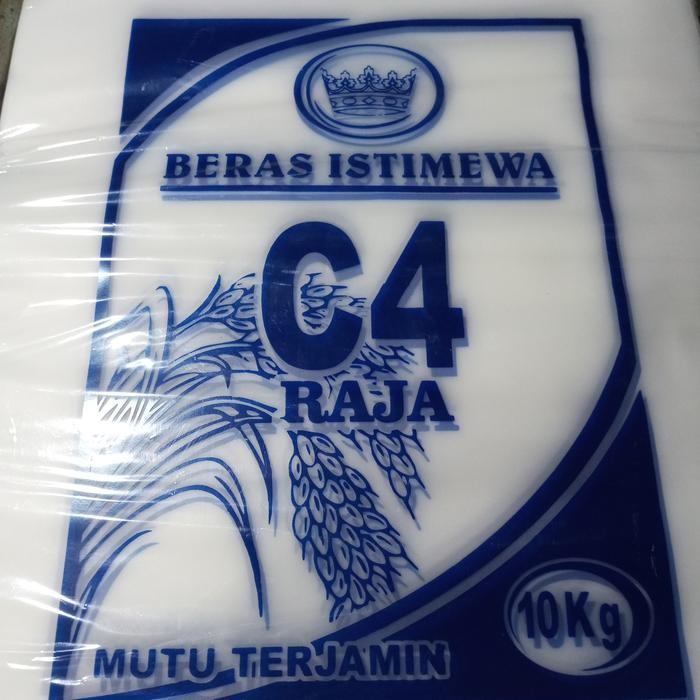 BERAS ISTIMEWA
C4
RAJA
10Kg
MUTU TERJAMIN